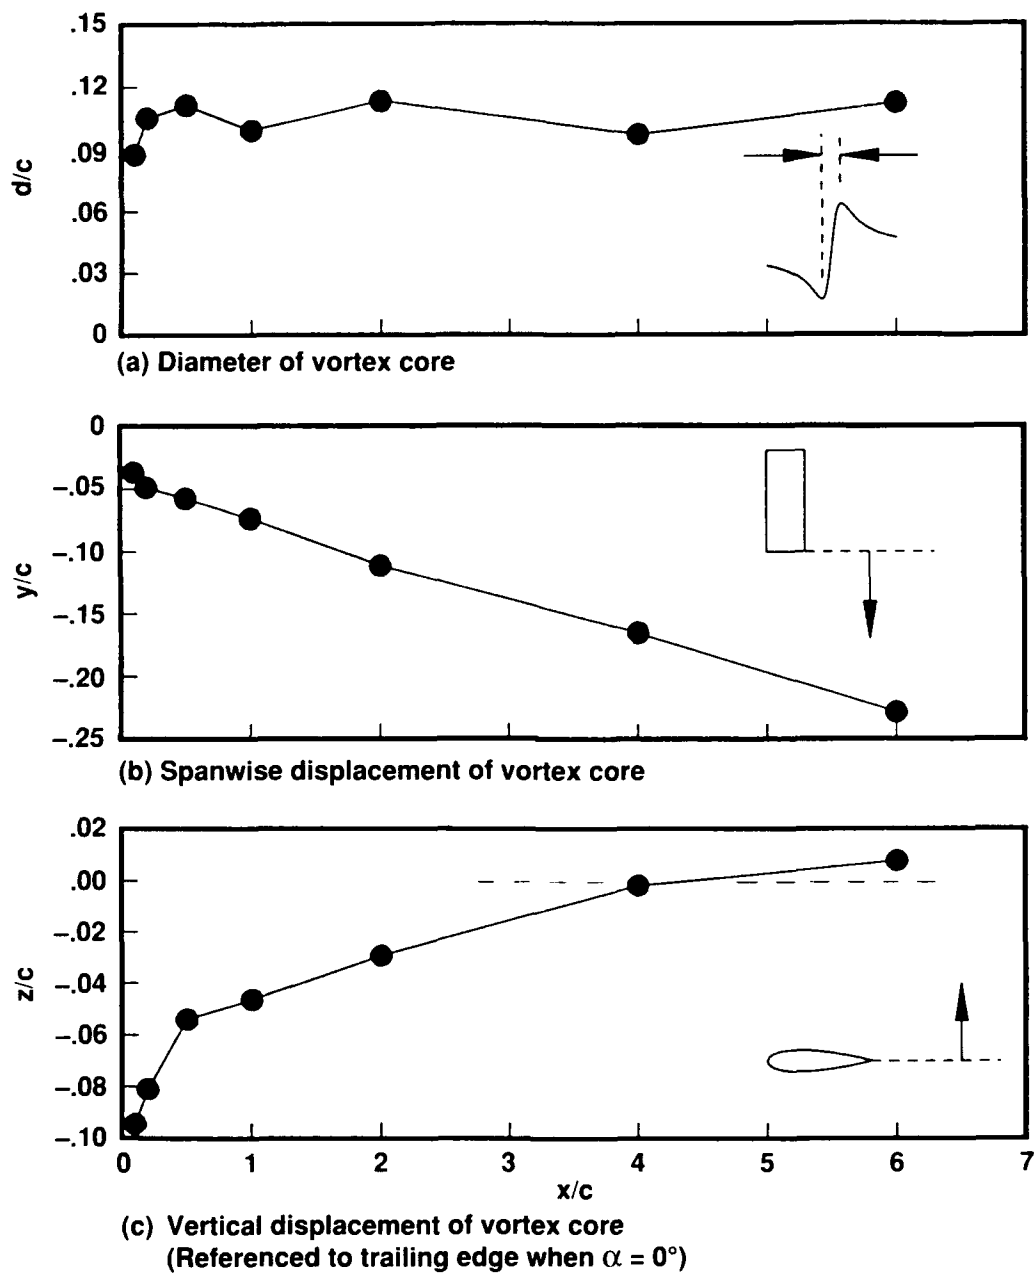 .15
.12
.09
.06
.03
0
d/c
(a) Diameter of vortex core
0
–.05
–.10
–.15
–.20
–.25
y/c
(b) Spanwise displacement of vortex core
.02
.00
–.02
–.04
–.06
–.08
–.10
z/c
0 1 2 3 4 5 6 7
x/c
(c) Vertical displacement of vortex core
(Referenced to trailing edge when α = 0°)